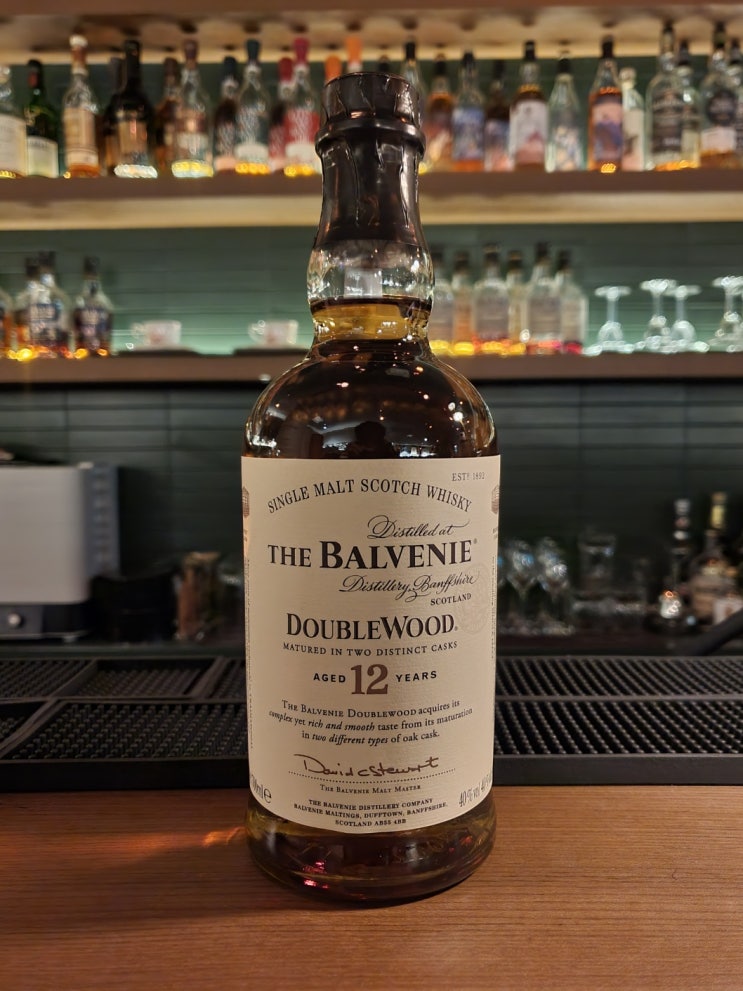 ESTD 1892
SINGLE MALT SCOTCH WHISKY
Distilled at
THE BALVENIE®
Distillery, Banffshire
SCOTLAND
DOUBLEWOOD
MATURED IN TWO DISTINCT CASKS
AGED 12 YEARS
THE BALVENIE DOUBLEWOOD acquires its
complex yet rich and smooth taste from its maturation
in two different types of oak cask.
David C Stewart
THE BALVENIE MALT MASTER
THE BALVENIE DISTILLERY COMPANY
BALVENIE MALTINGS, DUFFTOWN, BANFFSHIRE,
SCOTLAND AB55 4BB
40%vol